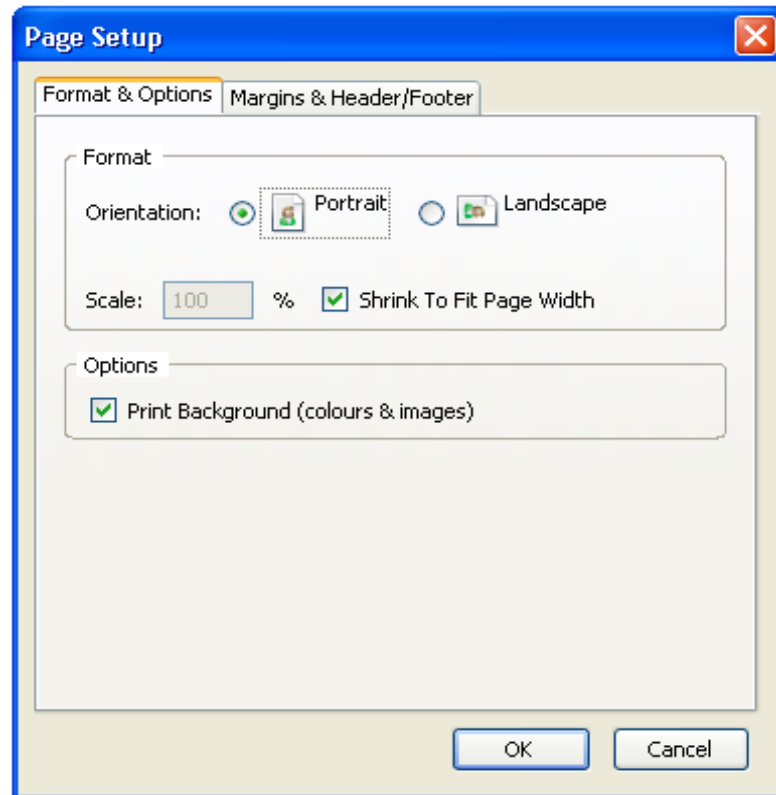 Page Setup
Format & Options Margins & Header/Footer
Format
Orientation: Portrait Landscape
Scale: 100 % Shrink To Fit Page Width
Options
Print Background (colours & images)
OK Cancel